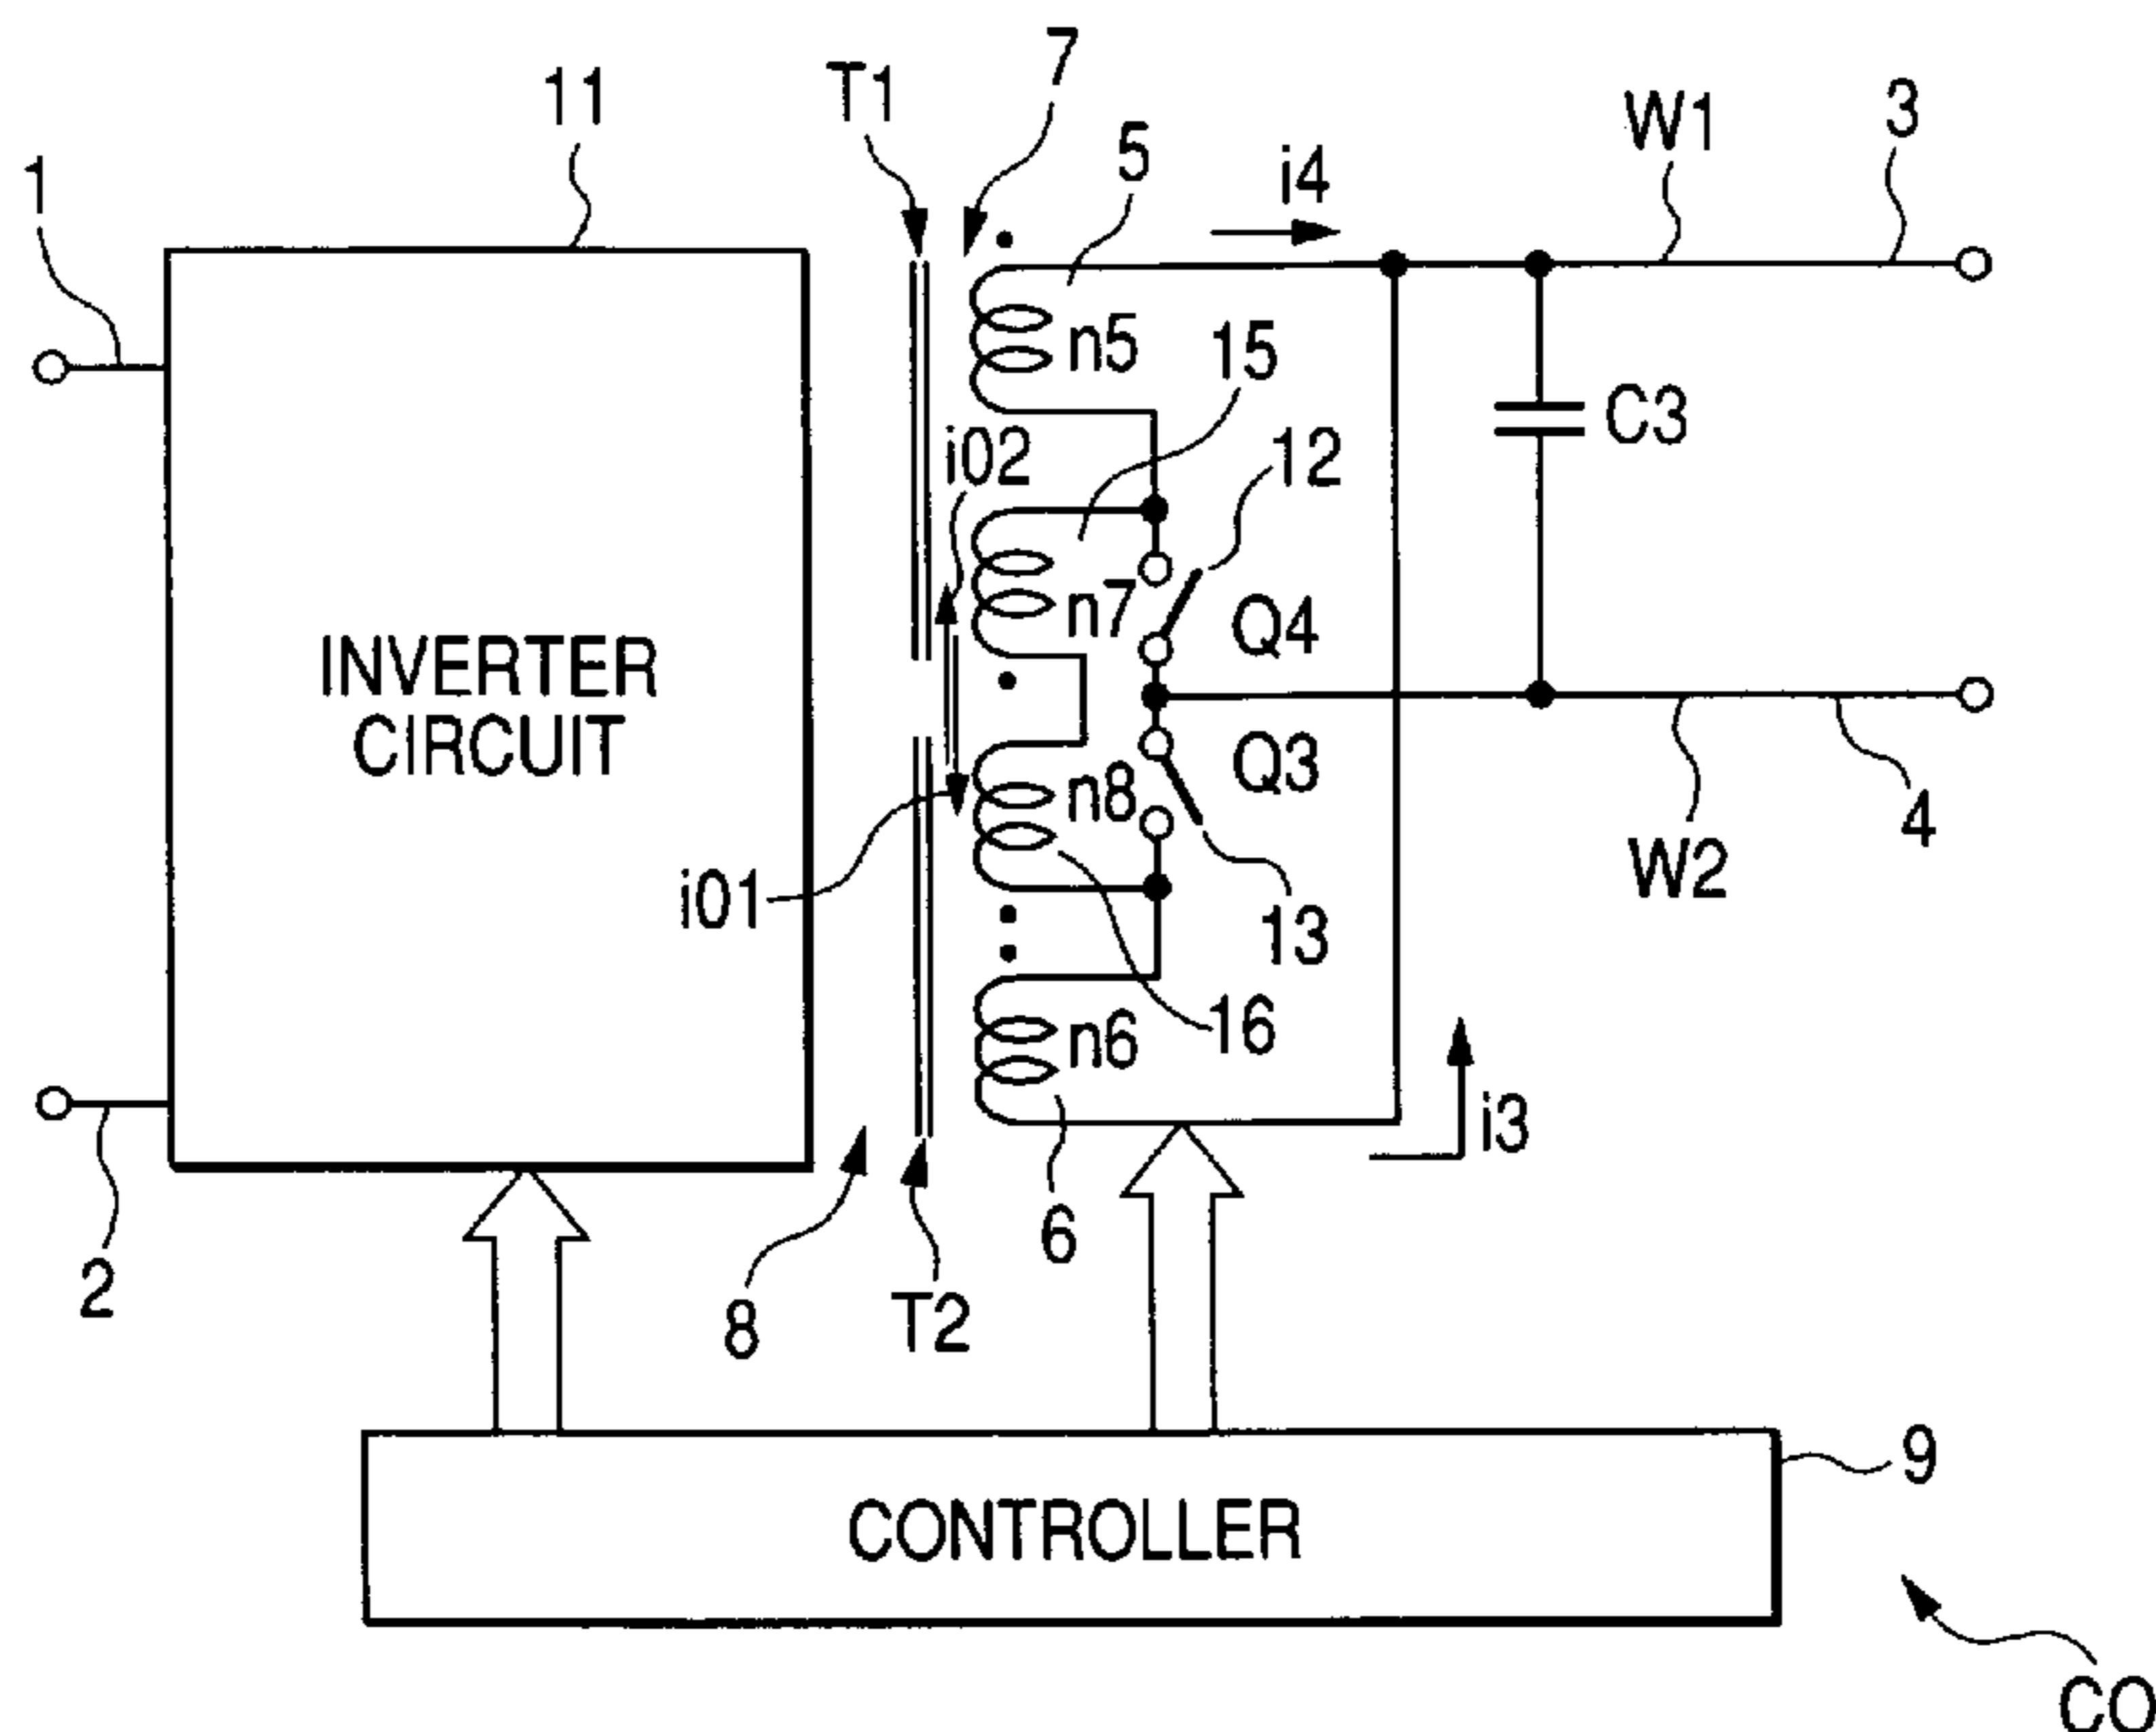 7
T1
11
5
W1
3
i4
1
n5
15
C3
i02
12
n7
Q4
INVERTER
CIRCUIT
Q3
n8
4
W2
i01
13
16
n6
i3
6
2
8
T2
9
CONTROLLER
CO